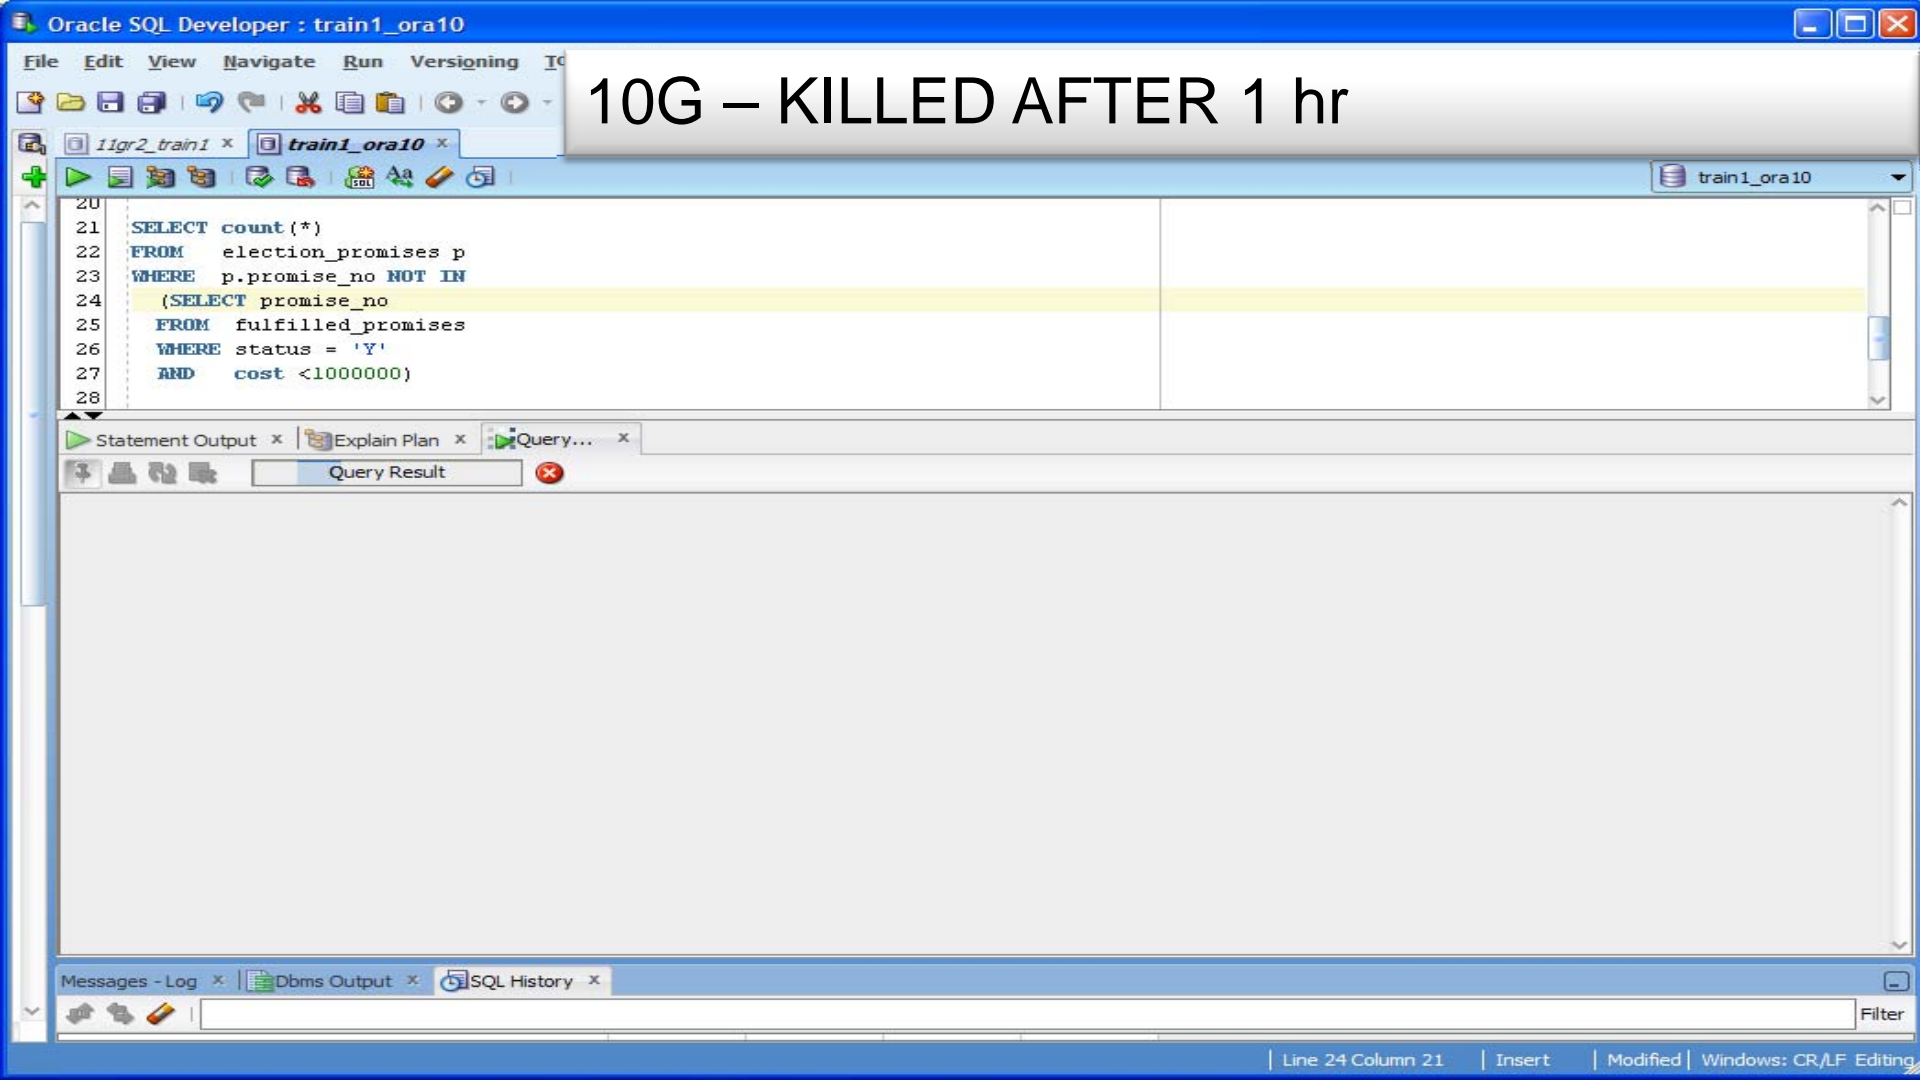 Oracle SQL Developer : train1_ora10
File Edit View Navigate Run Versioning
10G – KILLED AFTER 1 hr
11gr2_train1 train1_ora10
train1_ora10
20
21 SELECT count(*)
22 FROM election_promises p
23 WHERE p.promise_no NOT IN
24 (SELECT promise_no
25 FROM fulfilled_promises
26 WHERE status = 'Y'
27 AND cost <1000000)
28
Statement Output Explain Plan Query...
Query Result
Messages - Log Dbms Output SQL History
Filter
Line 24 Column 21 Insert Modified Windows: CR/LF Editing